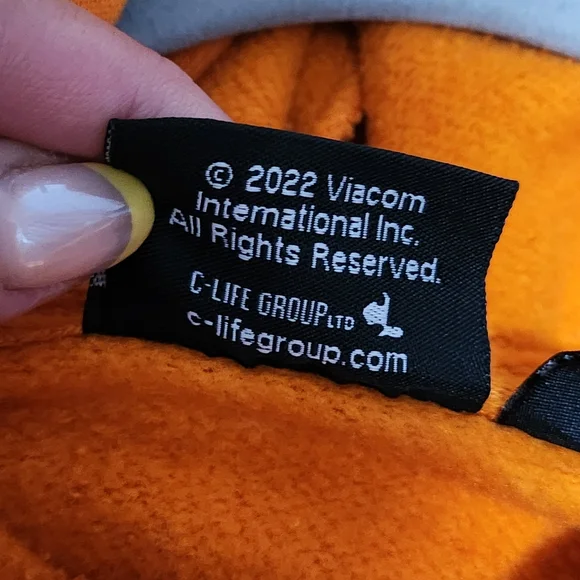 © 2022 Viacom
International Inc.
All Rights Reserved.
C-LIFE GROUP LTD
c-lifegroup.com